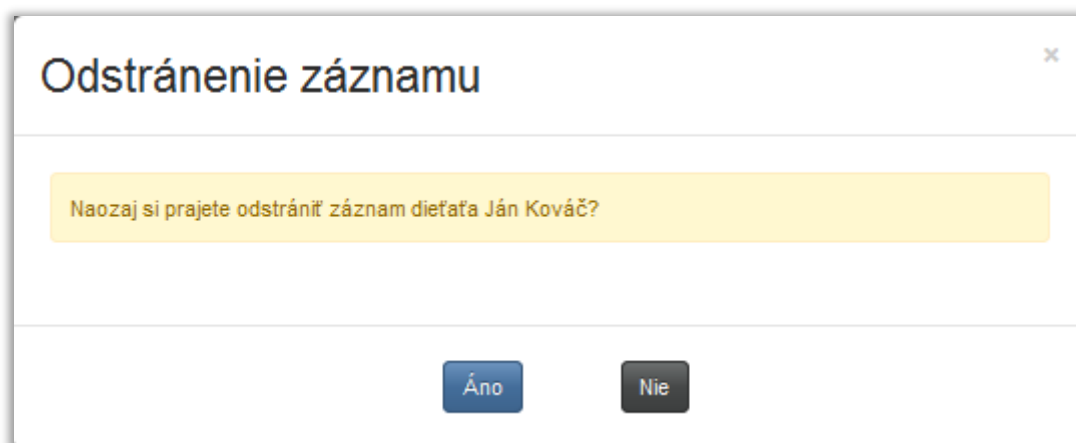 Odstránenie záznamu
×
Naozaj si prajete odstrániť záznam dieťaťa Ján Kováč?
Áno
Nie